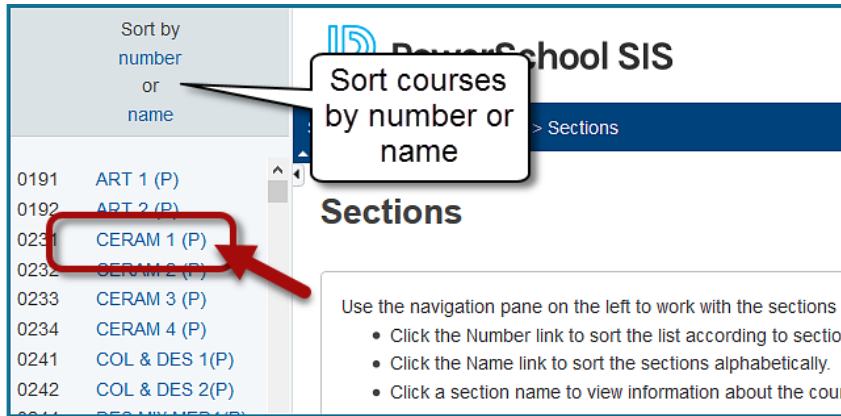 Sort by
number
or
name
PowerSchool SIS
Sort courses
by number or
name
> Sections
0191 ART 1 (P)
0192 ART 2 (P)
0231 CERAM 1 (P)
0232 CERAM 2 (P)
0233 CERAM 3 (P)
0234 CERAM 4 (P)
0241 COL & DES 1(P)
0242 COL & DES 2(P)
Sections
Use the navigation pane on the left to work with the sections
• Click the Number link to sort the list according to sectio
• Click the Name link to sort the sections alphabetically.
• Click a section name to view information about the cou